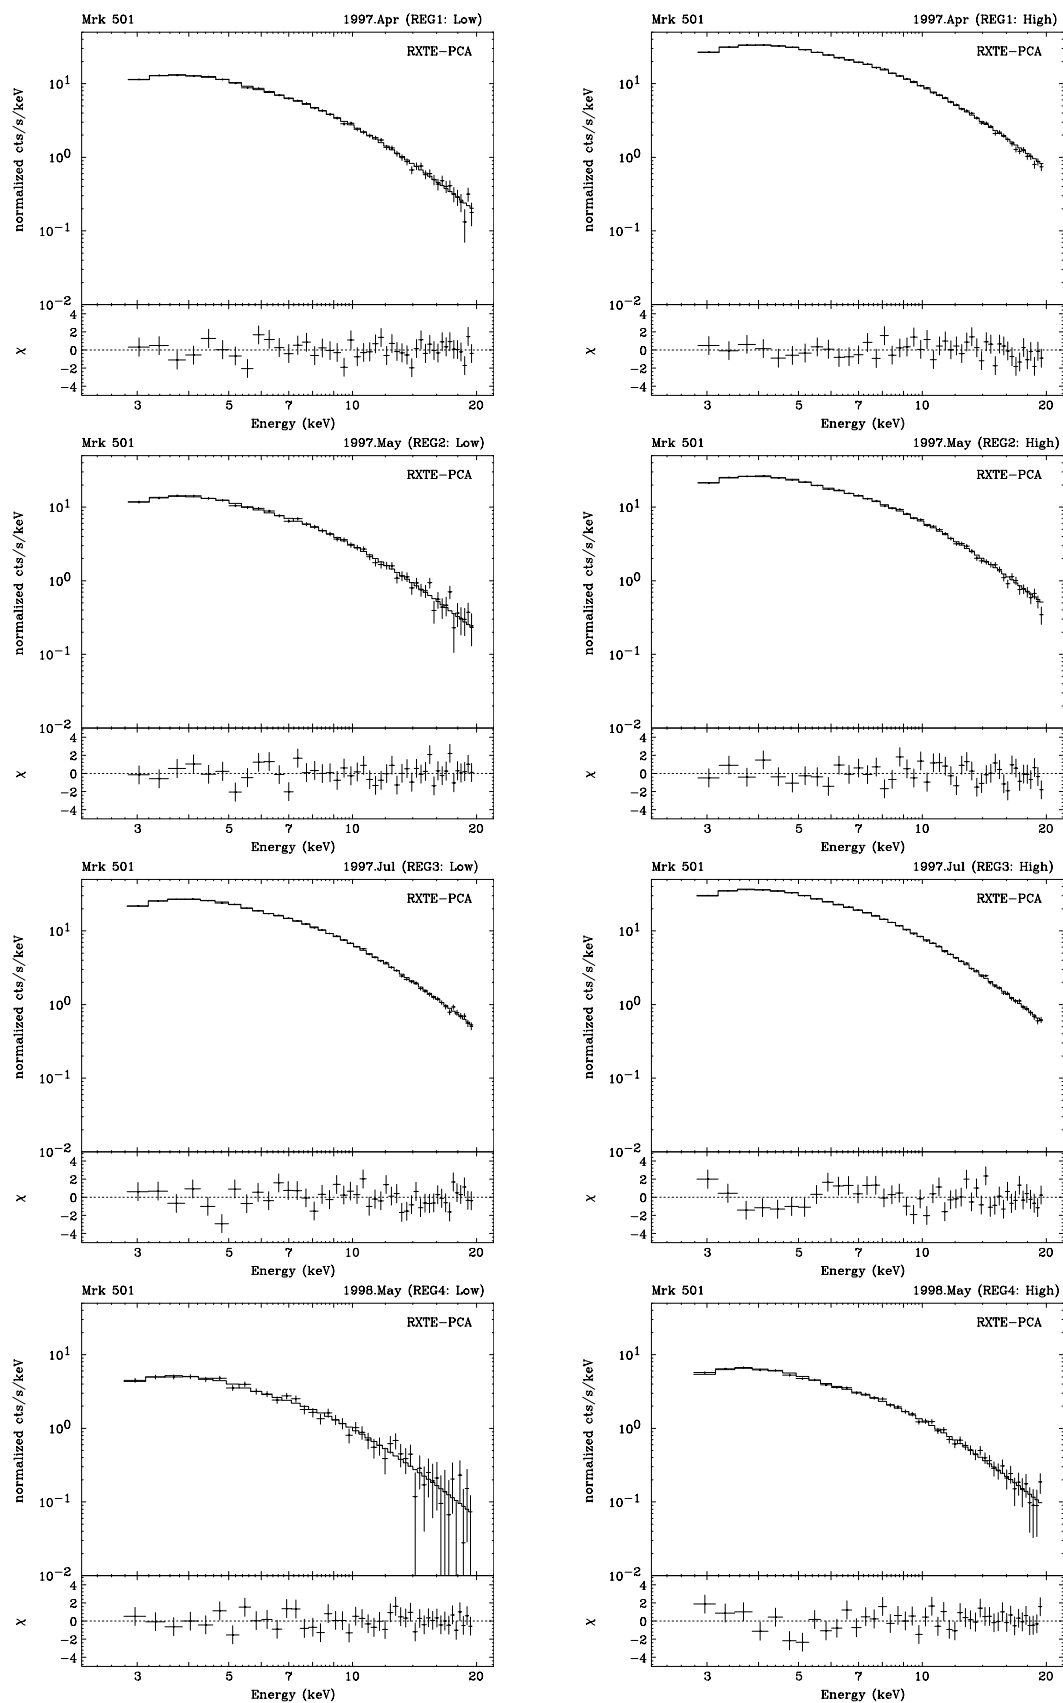 Mrk 501 1997.Apr (REG1: Low)
RXTE-PCA
normalized cts/s/keV
10^1
10^0
10^-1
10^-2
χ
4
2
0
-2
-4
3 5 7 10 20
Energy (keV)
Mrk 501 1997.Apr (REG1: High)
RXTE-PCA
normalized cts/s/keV
10^1
10^0
10^-1
10^-2
χ
4
2
0
-2
-4
3 5 7 10 20
Energy (keV)
Mrk 501 1997.May (REG2: Low)
RXTE-PCA
normalized cts/s/keV
10^1
10^0
10^-1
10^-2
χ
4
2
0
-2
-4
3 5 7 10 20
Energy (keV)
Mrk 501 1997.May (REG2: High)
RXTE-PCA
normalized cts/s/keV
10^1
10^0
10^-1
10^-2
χ
4
2
0
-2
-4
3 5 7 10 20
Energy (keV)
Mrk 501 1997.Jul (REG3: Low)
RXTE-PCA
normalized cts/s/keV
10^1
10^0
10^-1
10^-2
χ
4
2
0
-2
-4
3 5 7 10 20
Energy (keV)
Mrk 501 1997.Jul (REG3: High)
RXTE-PCA
normalized cts/s/keV
10^1
10^0
10^-1
10^-2
χ
4
2
0
-2
-4
3 5 7 10 20
Energy (keV)
Mrk 501 1998.May (REG4: Low)
RXTE-PCA
normalized cts/s/keV
10^1
10^0
10^-1
10^-2
χ
4
2
0
-2
-4
3 5 7 10 20
Energy (keV)
Mrk 501 1998.May (REG4: High)
RXTE-PCA
normalized cts/s/keV
10^1
10^0
10^-1
10^-2
χ
4
2
0
-2
-4
3 5 7 10 20
Energy (keV)